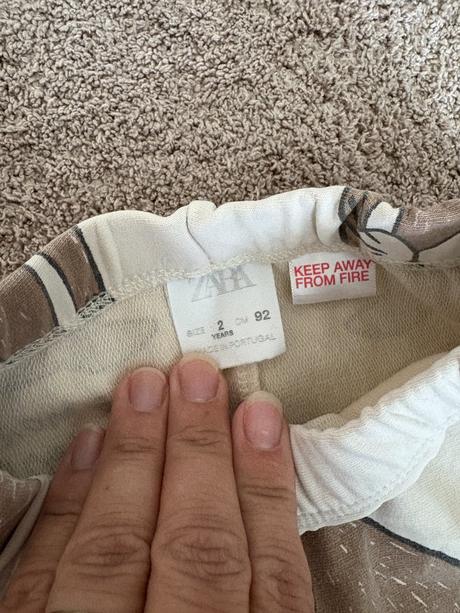 ZARA
SIZE 2 YEARS CM 92
MADE IN PORTUGAL
KEEP AWAY
FROM FIRE